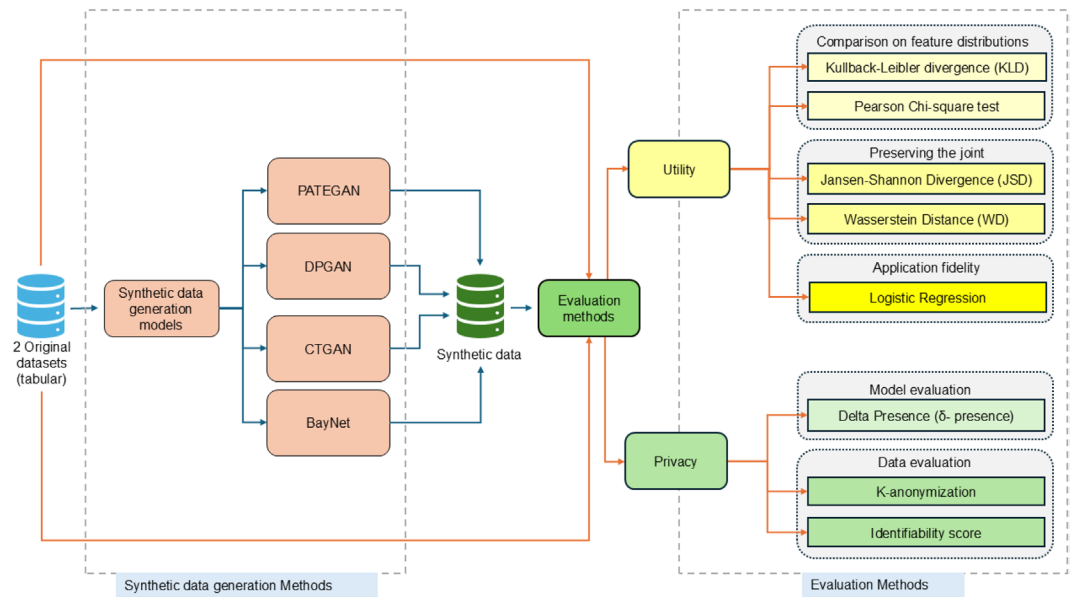 2 Original
datasets
(tabular)
Synthetic data
generation
models
PATEGAN
DPGAN
CTGAN
BayNet
Synthetic data
Evaluation
methods
Utility
Privacy
Comparison on feature distributions
Kullback-Leibler divergence (KLD)
Pearson Chi-square test
Preserving the joint
Jansen-Shannon Divergence (JSD)
Wasserstein Distance (WD)
Application fidelity
Logistic Regression
Model evaluation
Delta Presence (δ- presence)
Data evaluation
K-anonymization
Identifiability score
Synthetic data generation Methods
Evaluation Methods